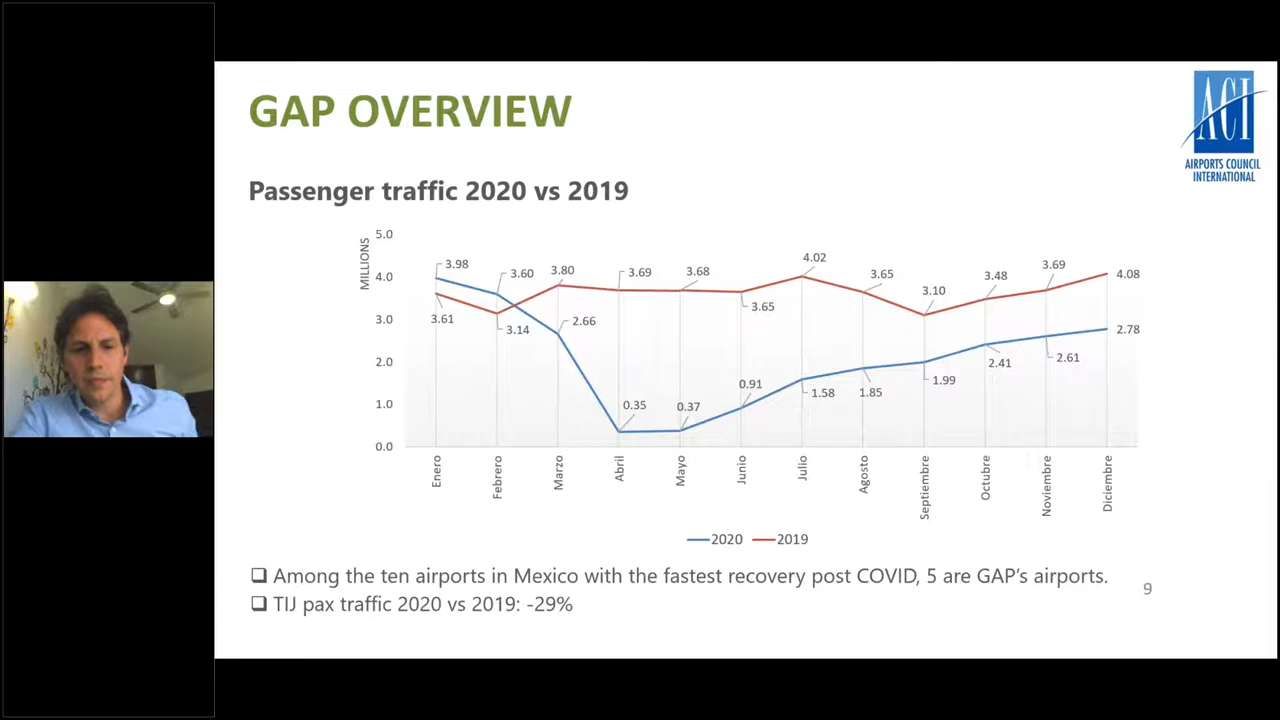 GAP OVERVIEW
ACI
AIRPORTS COUNCIL
INTERNATIONAL
Passenger traffic 2020 vs 2019
MILLIONS
5.0
4.0
3.0
2.0
1.0
0.0
3.98
3.60
3.80
3.69
3.68
4.02
3.65
3.10
3.48
3.69
4.08
3.61
3.14
2.66
3.65
0.35
0.37
0.91
1.58
1.85
1.99
2.41
2.61
2.78
Enero
Febrero
Marzo
Abril
Mayo
Junio
Julio
Agosto
Septiembre
Octubre
Noviembre
Diciembre
2020 2019
Among the ten airports in Mexico with the fastest recovery post COVID, 5 are GAP's airports.
TIJ pax traffic 2020 vs 2019: -29%
9